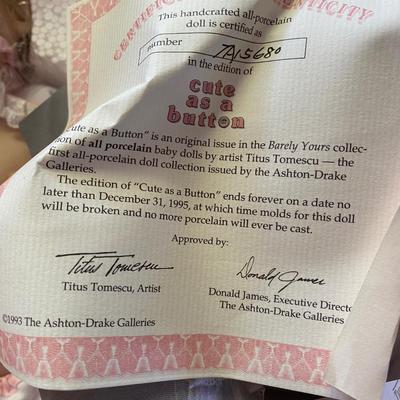 This handcrafted all-porcelain
doll is certified as
number TA15680
in the edition of
cute
as a
button
ute as a Button" is an original issue in the Barely Yours collec-
on of all porcelain baby dolls by artist Titus Tomescu — the
first all-porcelain doll collection issued by the Ashton-Drake
Galleries.
The edition of "Cute as a Button" ends forever on a date no
later than December 31, 1995, at which time molds for this doll
will be broken and no more porcelain will ever be cast.
Approved by:
Titus Tomescu Donald James
Titus Tomescu, Artist Donald James, Executive Directo
The Ashton-Drake Galleries
©1993 The Ashton-Drake Galleries